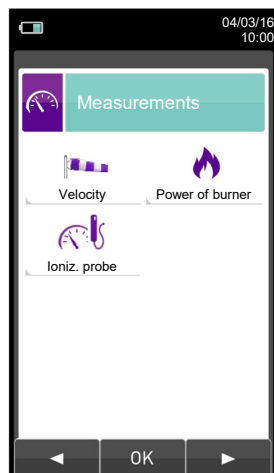 04/03/16
10:00
Measurements
Velocity
Power of burner
Ioniz. probe
OK